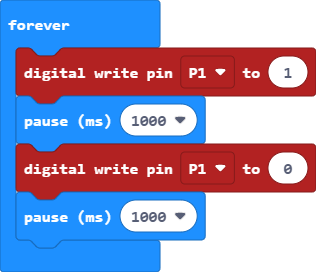 forever
digital write pin P1 to 1
pause (ms) 1000
digital write pin P1 to 0
pause (ms) 1000